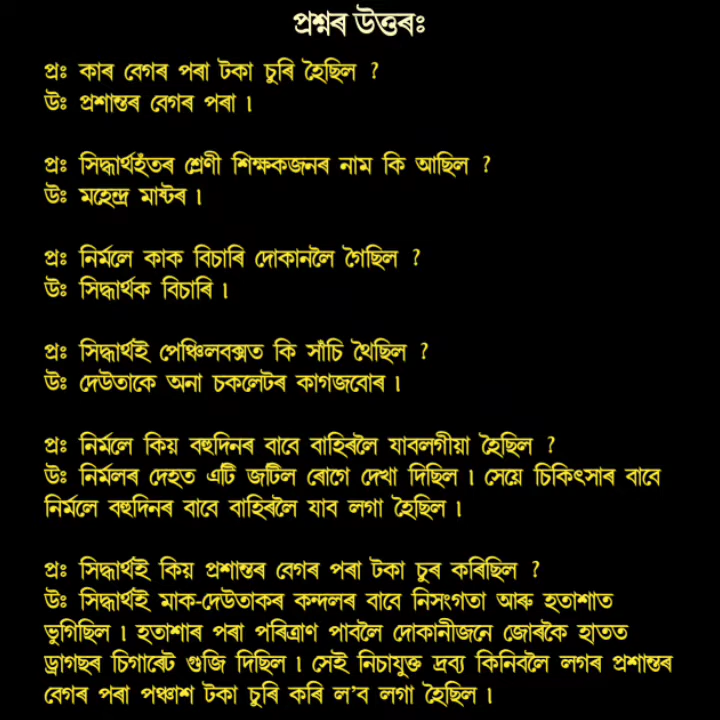 প্ৰশ্নৰ উত্তৰঃ
প্ৰঃ কাৰ বেগৰ পৰা টকা চুৰি হৈছিল ?
উঃ প্ৰশান্তৰ বেগৰ পৰা ।
প্ৰঃ সিদ্ধাৰ্থহঁতৰ শ্ৰেণী শিক্ষকজনৰ নাম কি আছিল ?
উঃ মহেন্দ্ৰ মাষ্টৰ ।
প্ৰঃ নিৰ্মলে কাক বিচাৰি দোকানলৈ গৈছিল ?
উঃ সিদ্ধাৰ্থক বিচাৰি ।
প্ৰঃ সিদ্ধাৰ্থই পেঞ্চিলবক্সত কি সাঁচি থৈছিল ?
উঃ দেউতাকে অনা চকলেটৰ কাগজবোৰ ।
প্ৰঃ নিৰ্মলে কিয় বহুদিনৰ বাবে বাহিৰলৈ যাবলগীয়া হৈছিল ?
উঃ নিৰ্মলৰ দেহত এটি জটিল ৰোগে দেখা দিছিল । সেয়ে চিকিৎসাৰ বাবে
নিৰ্মলে বহুদিনৰ বাবে বাহিৰলৈ যাব লগা হৈছিল ।
প্ৰঃ সিদ্ধাৰ্থই কিয় প্ৰশান্তৰ বেগৰ পৰা টকা চুৰ কৰিছিল ?
উঃ সিদ্ধাৰ্থই মাক-দেউতাকৰ কন্দলৰ বাবে নিসংগতা আৰু হতাশাত
ভুগিছিল । হতাশাৰ পৰা পৰিত্ৰাণ পাবলৈ দোকানীজনে জোৰকৈ হাতত
ড্ৰাগছৰ চিগাৰেট গুজি দিছিল । সেই নিচাযুক্ত দ্ৰব্য কিনিবলৈ লগৰ প্ৰশান্তৰ
বেগৰ পৰা পঞ্চাশ টকা চুৰি কৰি ল’ব লগা হৈছিল ।